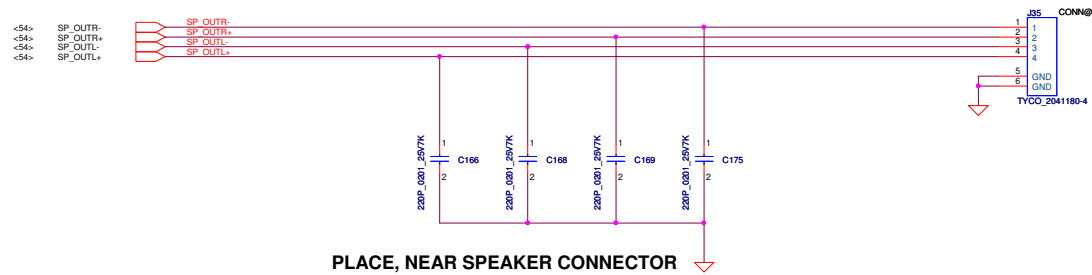 J35 CONN@
<54> SP_OUTR- SP_OUTR- 1 1
<54> SP_OUTR+ SP_OUTR+ 2 2
<54> SP_OUTL- SP_OUTL- 3 3
<54> SP_OUTL+ SP_OUTL+ 4 4
5 GND
6 GND
TYCO_2041180-4
220P_0201_25V7K 1 C166 2
220P_0201_25V7K 1 C168 2
220P_0201_25V7K 1 C169 2
220P_0201_25V7K 1 C175 2
PLACE, NEAR SPEAKER CONNECTOR